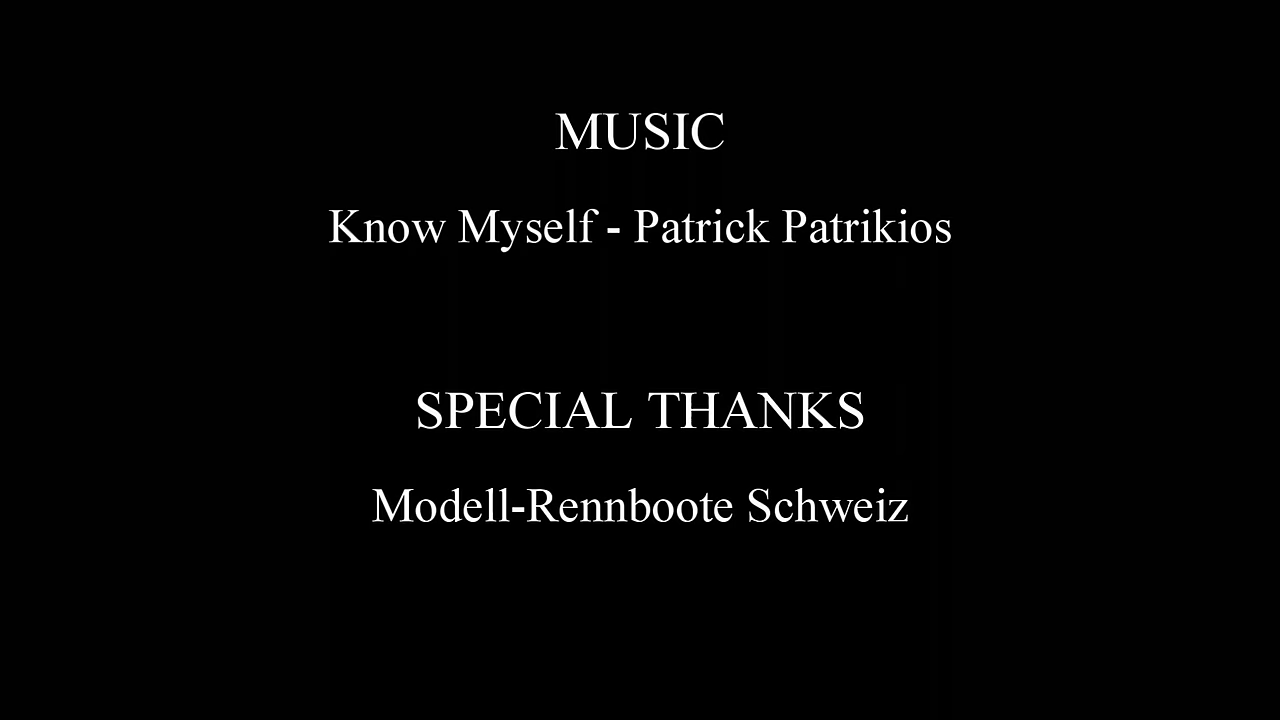 MUSIC
Know Myself - Patrick Patrikios
SPECIAL THANKS
Modell-Rennboote Schweiz